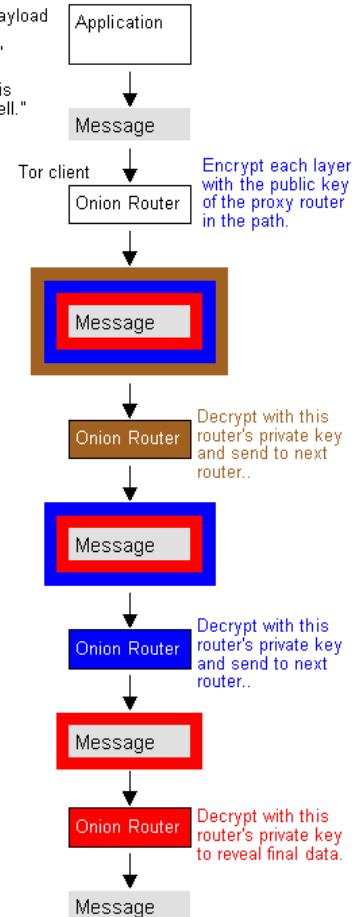 ayload
"
is
ell."
Application
Message
Tor client
Onion Router
Encrypt each layer
with the public key
of the proxy router
in the path.
Message
Onion Router
Decrypt with this
router's private key
and send to next
router..
Message
Onion Router
Decrypt with this
router's private key
and send to next
router..
Message
Onion Router
Decrypt with this
router's private key
to reveal final data.
Message